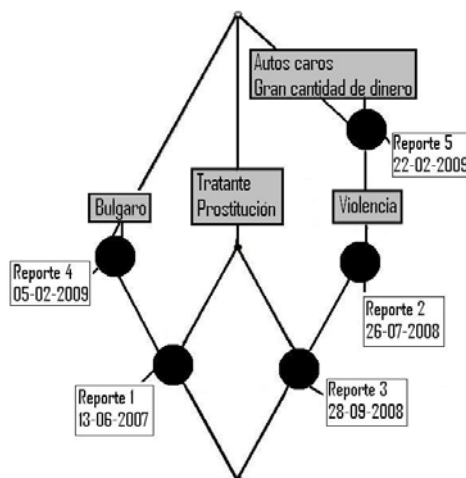 Autos caros
Gran cantidad de dinero
Reporte 5
22-02-2009
Tratante
Prostitución
Bulgaro
Violencia
Reporte 4
05-02-2009
Reporte 2
26-07-2008
Reporte 1
13-06-2007
Reporte 3
28-09-2008